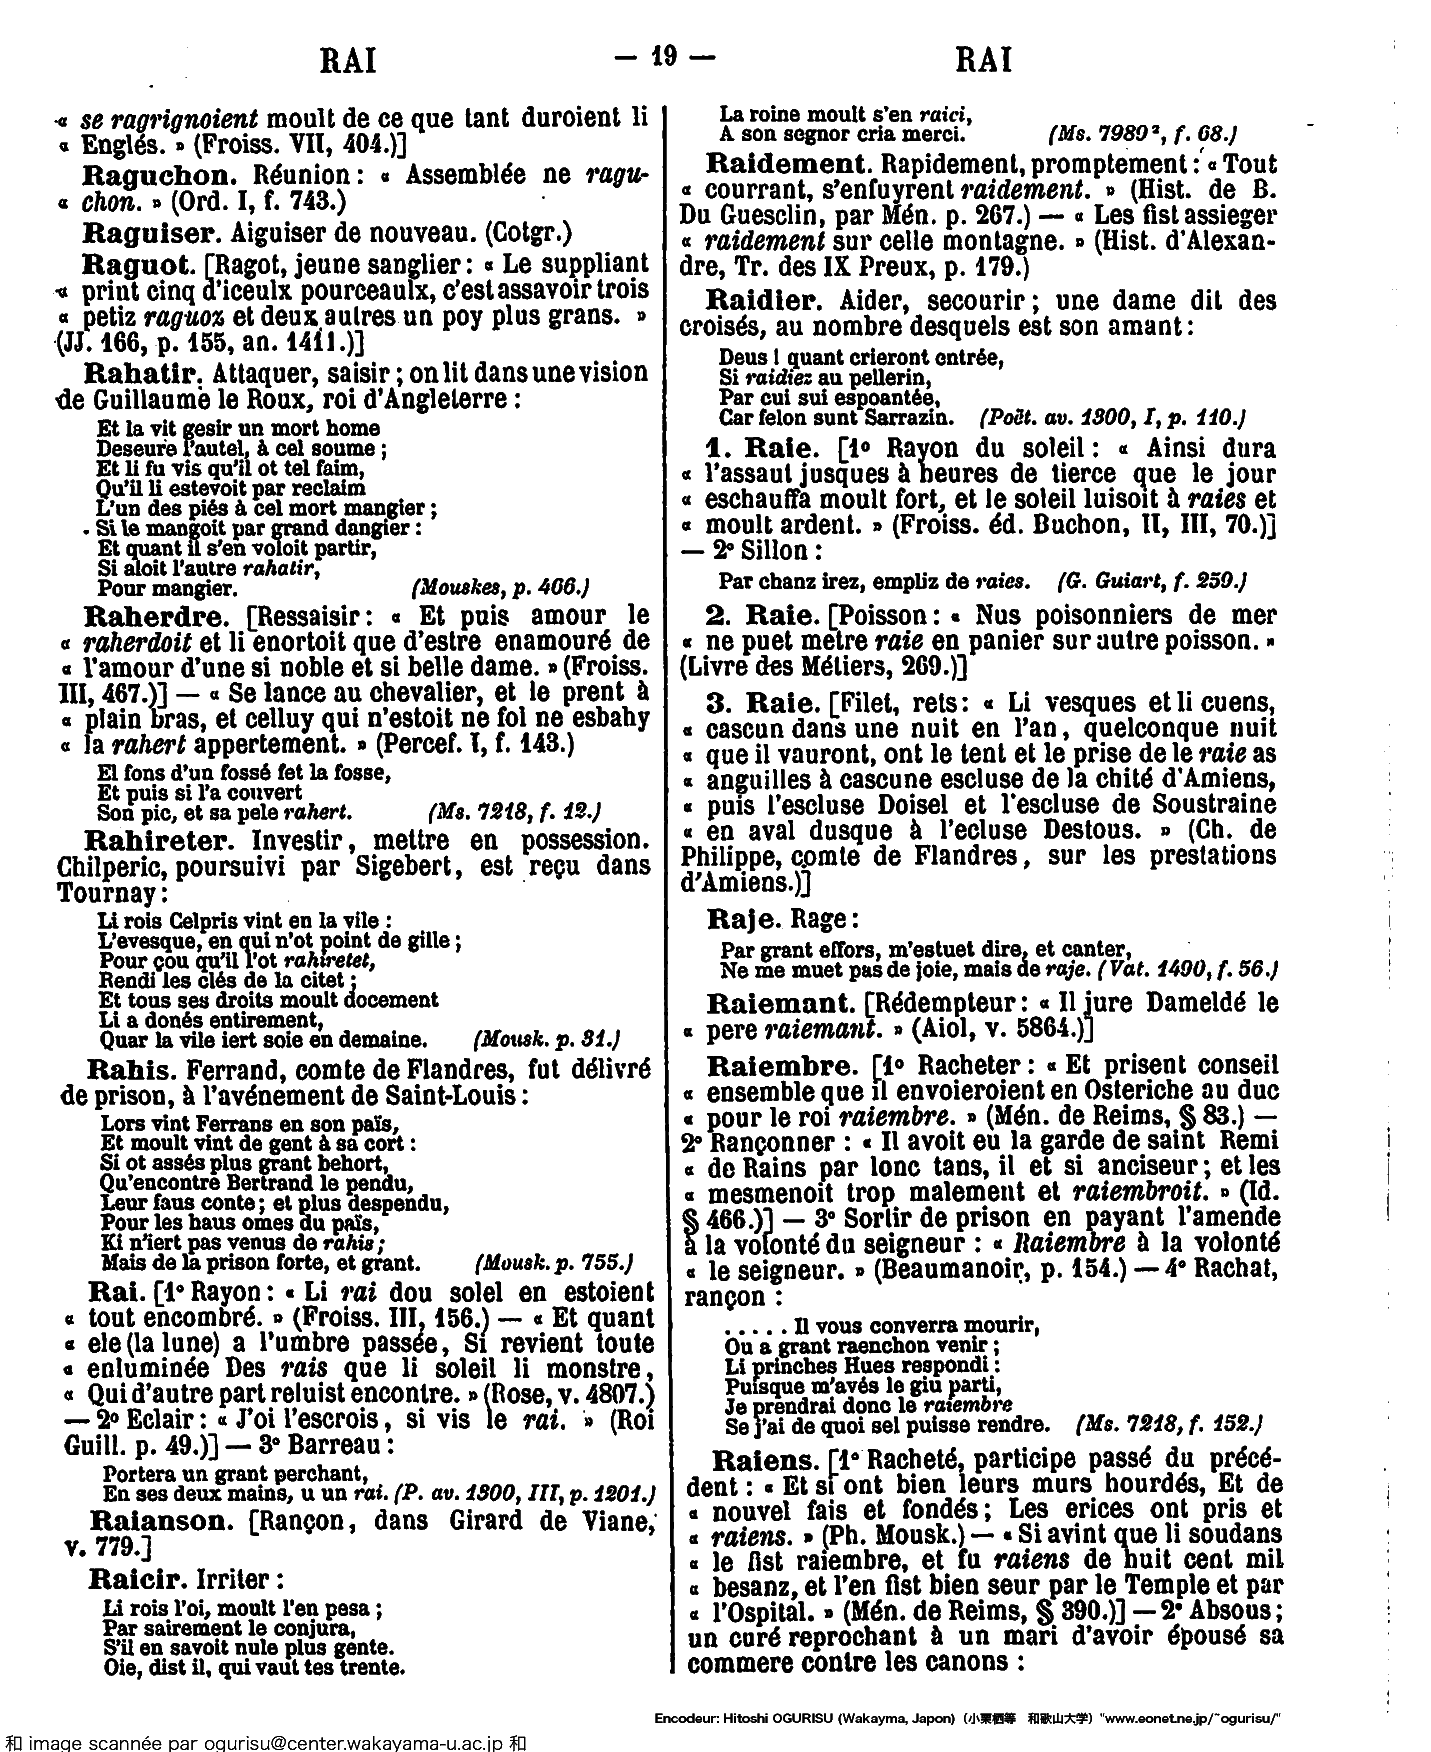 RAI — 19 — RAI
« se ragrignoient moult de ce que tant duroient li
« Englés. » (Froiss. VII, 404.)]
Raguchon. Réunion : « Assemblée ne ragu-
« chon. » (Ord. I, f. 743.)
Raguiser. Aiguiser de nouveau. (Cotgr.)
Raguot. [Ragot, jeune sanglier : « Le suppliant
« print cinq d'iceulx pourceaulx, c'est assavoir trois
« petiz raguoz et deux autres un poy plus grans. »
(JJ. 166, p. 155, an. 1411.)]
Rahatir. Attaquer, saisir ; on lit dans une vision
de Guillaume le Roux, roi d'Angleterre :
Et la vit gesir un mort home
Deseure l'autel, à cel soume ;
Et li fu vis qu'il ot tel faim,
Qu'il li estevoit par reclaim
L'un des piés à cel mort mangier ;
Si le mangoit par grand dangier :
Et quant il s'en voloit partir,
Si aloit l'autre rahatir,
Pour mangier. (Mouskes, p. 406.)
Raherdre. [Ressaisir : « Et puis amour le
« raherdoit et li enortoit que d'estre enamouré de
« l'amour d'une si noble et si belle dame. » (Froiss.
III, 467.)] — « Se lance au chevalier, et le prent à
« plain bras, et celluy qui n'estoit ne fol ne esbahy
« la rahert appertement. » (Percef. I, f. 143.)
El fons d'un fossé fet la fosse,
Et puis si l'a couvert
Son pic, et sa pele rahert. (Ms. 7218, f. 12.)
Rahireter. Investir, mettre en possession.
Chilperic, poursuivi par Sigebert, est reçu dans
Tournay :
Li rois Celpris vint en la vile :
L'evesque, en qui n'ot point de gille ;
Pour çou qu'il l'ot rahiretet,
Rendi les clés de la citet ;
Et tous ses droits moult docement
Li a donés entirement,
Quar la vile iert soie en demaine. (Mousk. p. 31.)
Rahis. Ferrand, comte de Flandres, fut délivré
de prison, à l'avénement de Saint-Louis :
Lors vint Ferrans en son païs,
Et moult vint de gent à sa cort :
Si ot assés plus grant behort,
Qu'encontre Bertrand le pendu,
Leur faus conte ; et plus despendu,
Pour les haus omes du païs,
Ki n'iert pas venus de rahis ;
Mais de la prison forte, et grant. (Mousk. p. 755.)
Rai. [1° Rayon : « Li rai dou solel en estoient
« tout encombré. » (Froiss. III, 156.) — « Et quant
« ele (la lune) a l'umbre passée, Si revient toute
« enluminée Des rais que li soleil li monstre,
« Qui d'autre part reluist encontre. » (Rose, v. 4807.)
— 2° Eclair : « J'oi l'escrois, si vis le rai. » (Roi
Guill. p. 49.)] — 3° Barreau :
Portera un grant perchant,
En ses deux mains, u un rai. (P. av. 1300, III, p. 1201.)
Raianson. [Rançon, dans Girard de Viane,
v. 779.]
Raicir. Irriter :
Li rois l'oi, moult l'en pesa ;
Par sairement le conjura,
S'il en savoit nule plus gente.
Oie, dist il, qui vaut tes trente.
La roine moult s'en raici,
A son segnor cria merci. (Ms. 7989², f. 68.)
Raidement. Rapidement, promptement : « Tout
« courrant, s'enfuyrent raidement. » (Hist. de B.
Du Guesclin, par Mén. p. 267.) — « Les fist assieger
« raidement sur celle montagne. » (Hist. d'Alexan-
dre, Tr. des IX Preux, p. 179.)
Raidier. Aider, secourir ; une dame dit des
croisés, au nombre desquels est son amant :
Deus ! quant crieront entrée,
Si raidiez au pellerin,
Par cui sui espoantée,
Car felon sunt Sarrazin. (Poët. av. 1300, I, p. 110.)
1. Raie. [1° Rayon du soleil : « Ainsi dura
« l'assaut jusques à heures de tierce que le jour
« eschauffa moult fort, et le soleil luisoit à raies et
« moult ardent. » (Froiss. éd. Buchon, II, III, 70.)]
— 2° Sillon :
Par chanz irez, empliz de raies. (G. Guiart, f. 259.)
2. Raie. [Poisson : « Nus poisonniers de mer
« ne puet metre raie en panier sur autre poisson. »
(Livre des Métiers, 269.)]
3. Raie. [Filet, rets : « Li vesques et li cuens,
« cascun dans une nuit en l'an, quelconque nuit
« que il vauront, ont le tent et le prise de le raie as
« anguilles à cascune escluse de la chité d'Amiens,
« puis l'escluse Doisel et l'escluse de Soustraine
« en aval dusque à l'ecluse Destous. » (Ch. de
Philippe, comte de Flandres, sur les prestations
d'Amiens.)]
Raje. Rage :
Par grant effors, m'estuet dire, et canter,
Ne me muet pas de joie, mais de raje. (Vat. 1490, f. 56.)
Raiemant. [Rédempteur : « Il jure Dameldé le
« pere raiemant. » (Aiol, v. 5864.)]
Raiembre. [1° Racheter : « Et prisent conseil
« ensemble que il envoieroient en Osteriche au duc
« pour le roi raiembre. » (Mén. de Reims, § 83.) —
2° Rançonner : « Il avoit eu la garde de saint Remi
« de Rains par lonc tans, il et si anciseur ; et les
« mesmenoit trop malement et raiembroit. » (Id.
§ 466.)] — 3° Sortir de prison en payant l'amende
à la volonté du seigneur : « Raiembre à la volonté
« le seigneur. » (Beaumanoir, p. 154.) — 4° Rachat,
rançon :
. . . . . Il vous converra mourir,
Ou a grant raenchon venir ;
Li princhies Hues respondi :
Puisque m'avés le giu parti,
Je prendrai donc le raiembre
Se j'ai de quoi sel puisse rendre. (Ms. 7218, f. 152.)
Raiens. [1° Racheté, participe passé du précé-
dent : « Et si ont bien leurs murs hourdés, Et de
« nouvel fais et fondés ; Les erices ont pris et
« raiens. » (Ph. Mousk.) — « Si avint que li soudans
« le fist raiembre, et fu raiens de huit cent mil
« besanz, et l'en fist bien seur par le Temple et par
« l'Ospital. » (Mén. de Reims, § 390.)] — 2° Absous ;
un curé reprochant à un mari d'avoir épousé sa
commere contre les canons :
Encodeur: Hitoshi OGURISU (Wakayma, Japon) (小栗栖等 和歌山大学) "www.eonet.ne.jp/~ogurisu/"
和 image scannée par ogurisu@center.wakayama-u.ac.jp 和